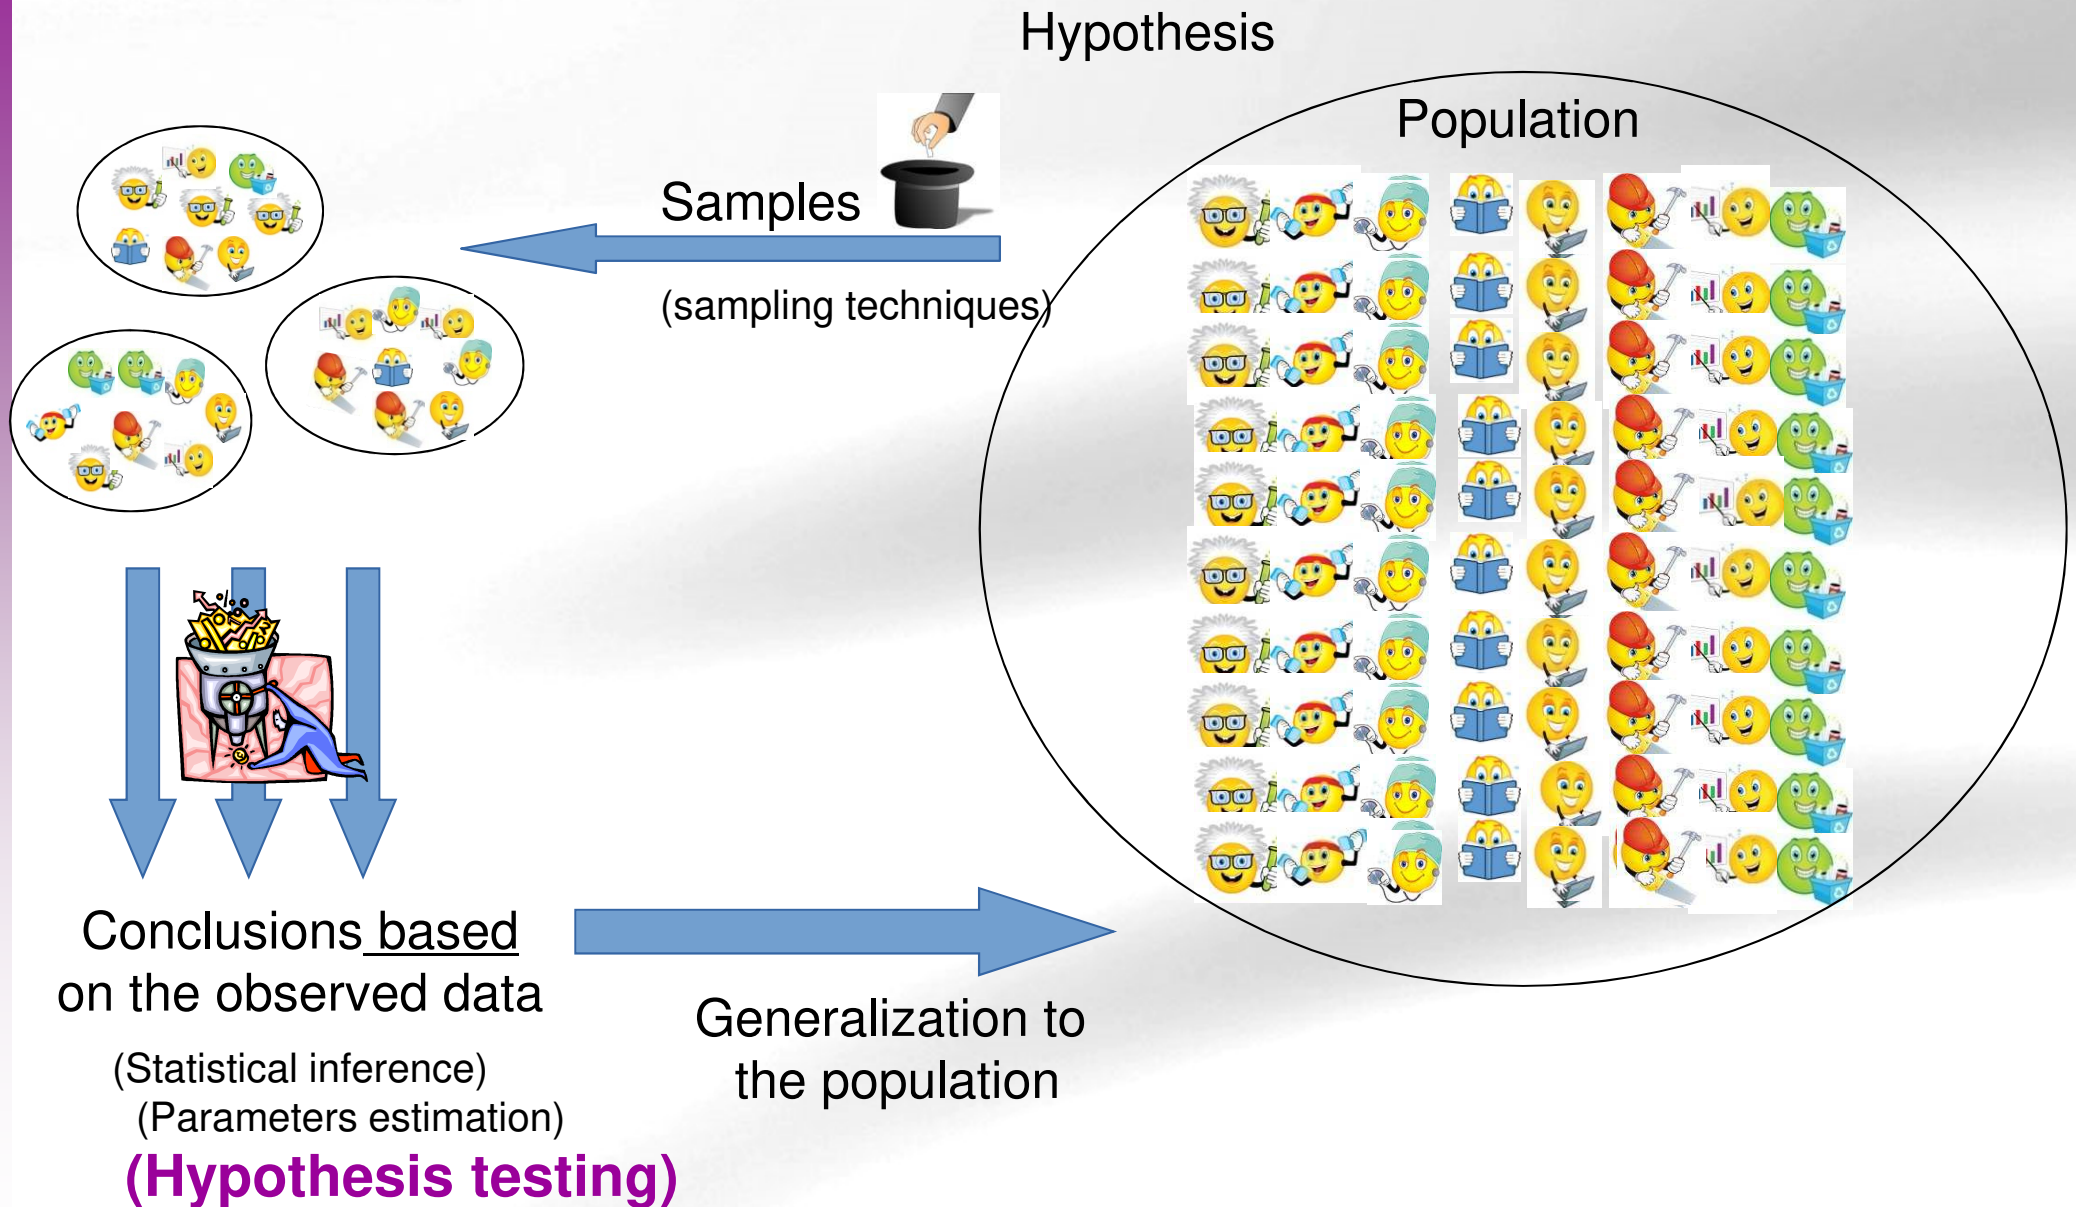 Hypothesis
Population
Samples
(sampling techniques)
Conclusions based
on the observed data
(Statistical inference)
(Parameters estimation)
(Hypothesis testing)
Generalization to
the population